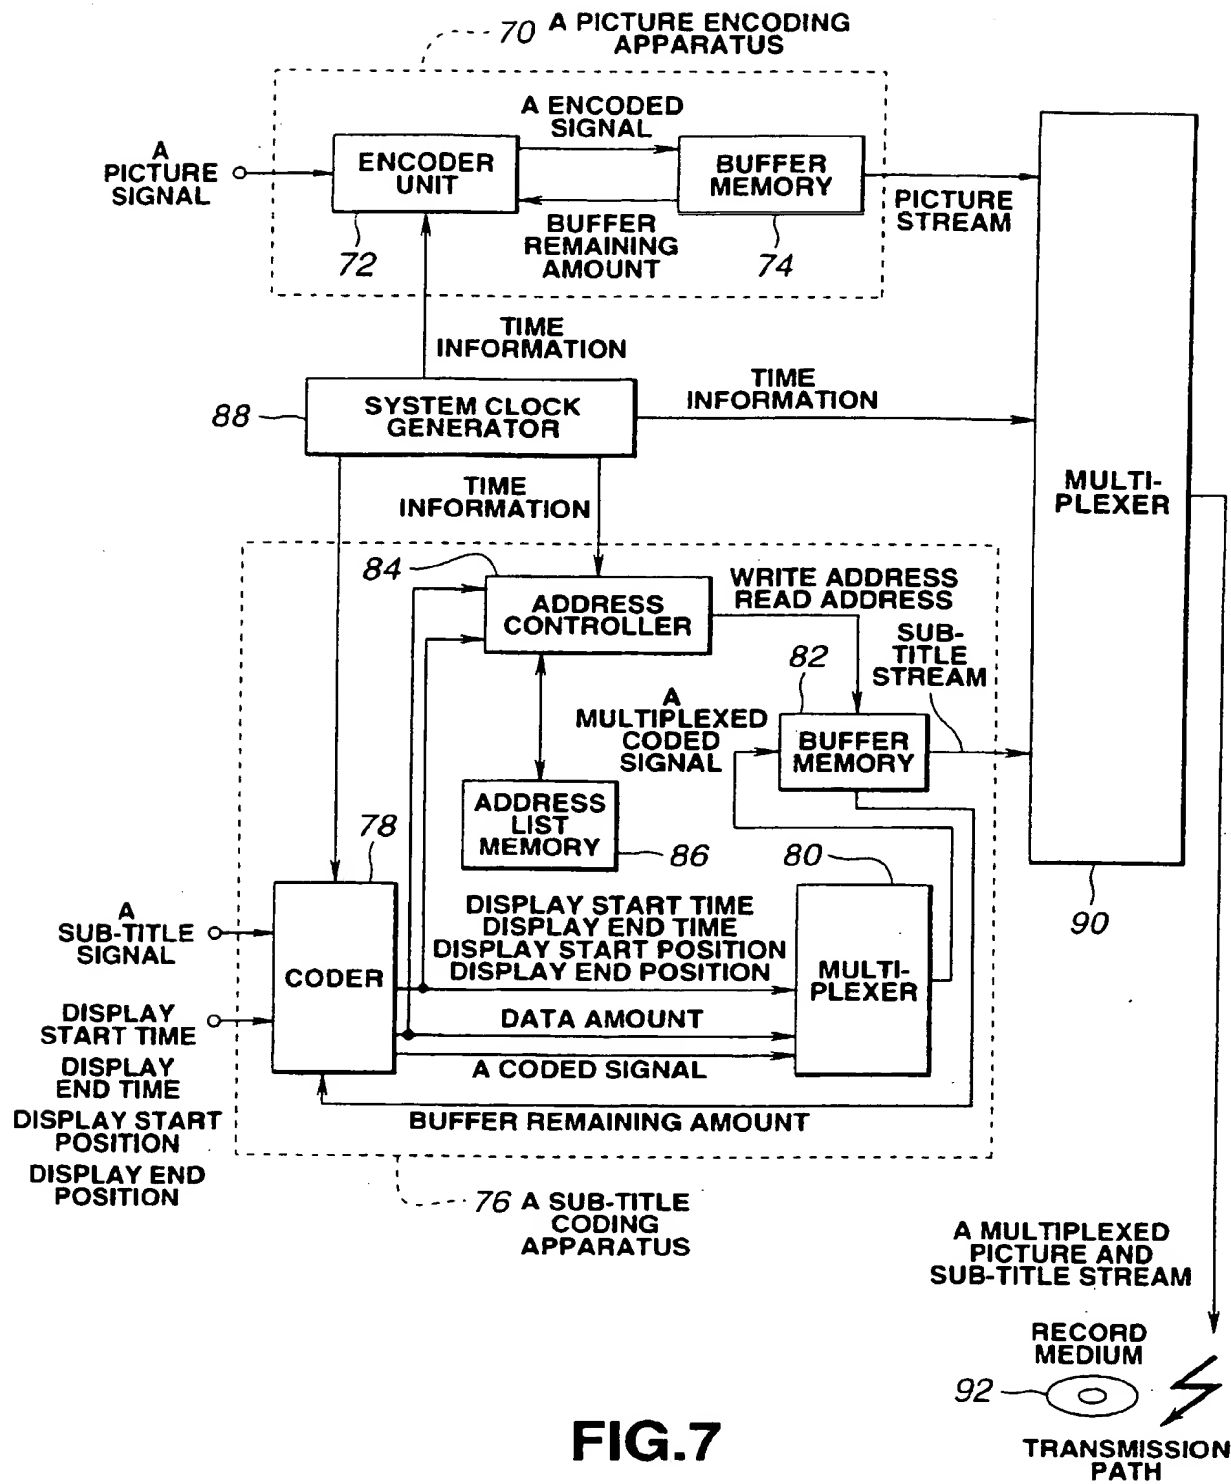 70 A PICTURE ENCODING
APPARATUS
A ENCODED
SIGNAL
A
PICTURE
SIGNAL
ENCODER
UNIT
BUFFER
MEMORY
PICTURE
STREAM
BUFFER
REMAINING
AMOUNT
72
74
TIME
INFORMATION
88
SYSTEM CLOCK
GENERATOR
TIME
INFORMATION
TIME
INFORMATION
MULTI-
PLEXER
84
ADDRESS
CONTROLLER
WRITE ADDRESS
READ ADDRESS
82
SUB-
TITLE
STREAM
A
MULTIPLEXED
CODED
SIGNAL
BUFFER
MEMORY
ADDRESS
LIST
MEMORY
86
78
80
90
A
SUB-TITLE
SIGNAL
CODER
DISPLAY START TIME
DISPLAY END TIME
DISPLAY START POSITION
DISPLAY END POSITION
MULTI-
PLEXER
DATA AMOUNT
A CODED SIGNAL
DISPLAY
START TIME
DISPLAY
END TIME
DISPLAY START
POSITION
DISPLAY END
POSITION
BUFFER REMAINING AMOUNT
76 A SUB-TITLE
CODING
APPARATUS
A MULTIPLEXED
PICTURE AND
SUB-TITLE STREAM
RECORD
MEDIUM
92
TRANSMISSION
PATH
FIG.7